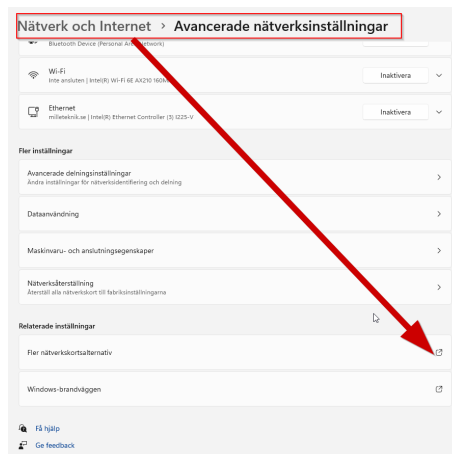 Nätverk och Internet > Avancerade nätverksinställningar
Bluetooth Device (Personal Area Network)
Wi-Fi
Inte ansluten | Intel(R) Wi-Fi 6E AX210 160M
Inaktivera
Ethernet
milleteknik.se | Intel(R) Ethernet Controller (3) I225-V
Inaktivera
Fler inställningar
Avancerade delningsinställningar
Ändra inställningar för nätverksidentifiering och delning
Dataanvändning
Maskinvaru- och anslutningsegenskaper
Nätverksåterställning
Återställ alla nätverkskort till fabriksinställningarna
Relaterade inställningar
Fler nätverkskortsalternativ
Windows-brandväggen
Få hjälp
Ge feedback